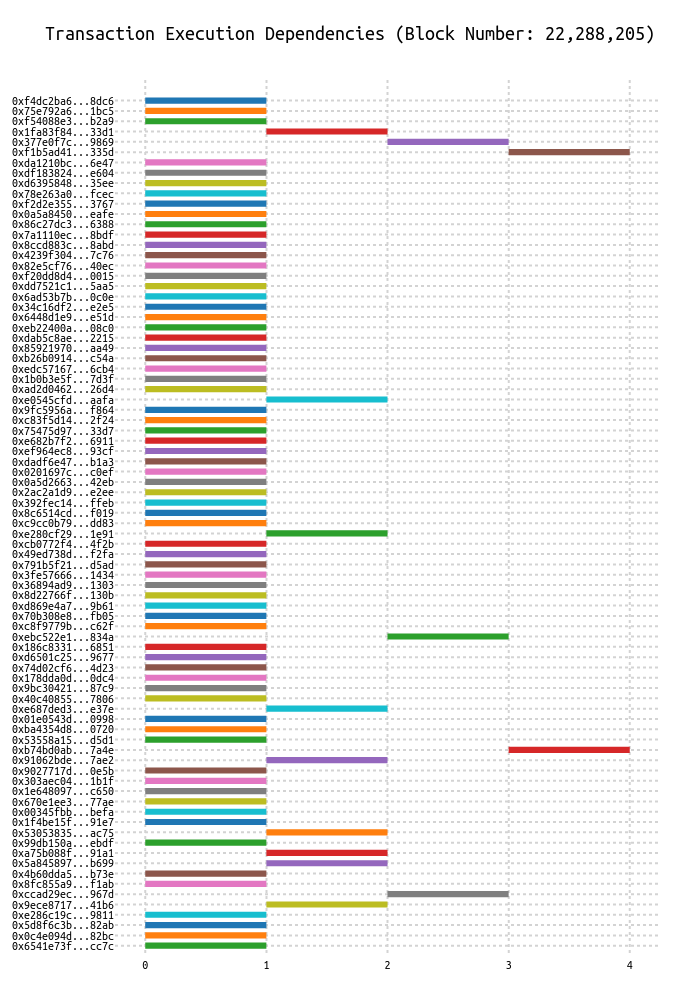 Transaction Execution Dependencies (Block Number: 22,288,205)
0xf4dc2ba6...8dc6
0x75e792a6...1bc5
0xf54088e3...b2a9
0x1fa83f84...33d1
0x377e0f7c...9869
0xf1b5ad41...335d
0xda1210bc...6e47
0xdf183824...e604
0xd6395848...35ee
0x78e263a0...fcec
0xf2d2e355...3767
0x0a5a8450...eafe
0x86c27dc3...6388
0x7a1110ec...8bdf
0x8ccd883c...8abd
0x4239f304...7c76
0x82e5cf76...40ec
0xf20dd8d4...0015
0xdd7521c1...5aa5
0x6ad53b7b...0c0e
0x34c16df2...e2e5
0x6448d1e9...e51d
0xeb22400a...08c0
0xdab5c8ae...2215
0x85921970...aa49
0xb26b0914...c54a
0xedc57167...6cb4
0x1b0b3e5f...7d3f
0xad2d0462...26d4
0xe0545cfd...aafa
0x9fc5956a...f864
0xc83f5d14...2f24
0x75475d97...33d7
0xe682b7f2...6911
0xef964ec8...93cf
0xdadf6e47...b1a3
0x0201697c...c0ef
0x0a5d2663...42eb
0x2ac2a1d9...e2ee
0x392fec14...ffeb
0x8c6514cd...f019
0xc9cc0b79...dd83
0xe280cf29...1e91
0xcb0772f4...4f2b
0x49ed738d...f2fa
0x791b5f21...d5ad
0x3fe57666...1434
0x36894ad9...1303
0x8d22766f...130b
0xd869e4a7...9b61
0x70b308e8...fb05
0xc8f9779b...c62f
0xebc522e1...834a
0x186c8331...6851
0xd6501c25...9677
0x74d02cf6...4d23
0x178dda0d...0dc4
0x9bc30421...87c9
0x40c40855...7806
0xe687ded3...e37e
0x01e0543d...0998
0xba4354d8...0720
0x53558a15...d5d1
0xb74bd0ab...7a4e
0x91062bde...7ae2
0x9027717d...0e5b
0x303aec04...1b1f
0x1e648097...c650
0x670e1ee3...77ae
0x00345fbb...befa
0x1f4be15f...91e7
0x53053835...ac75
0x99db150a...ebdf
0xa75b088f...91a1
0x5a845897...b699
0x4b60dda5...b73e
0x8fc855a9...f1ab
0xccad29ec...967d
0x9ece8717...41b6
0xe286c19c...9811
0x5d8f6c3b...82ab
0x0c4e094d...82bc
0x6541e73f...cc7c
0 1 2 3 4